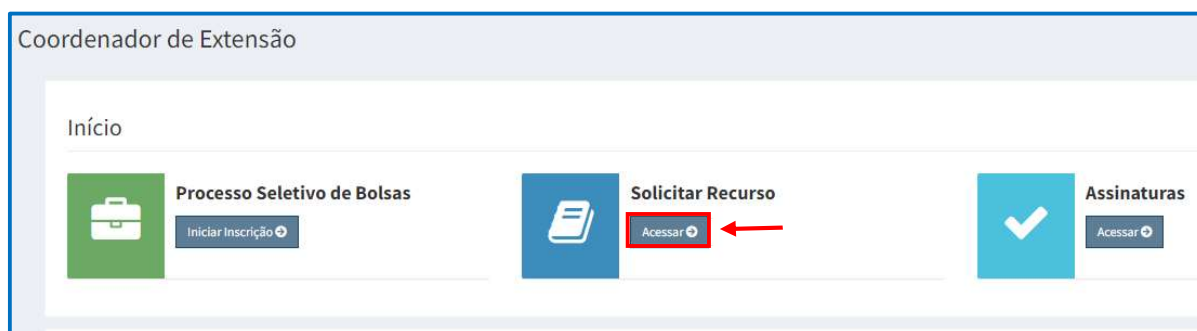 Coordenador de Extensão
Início
Processo Seletivo de Bolsas
Iniciar Inscrição
Solicitar Recurso
Acessar
Assinaturas
Acessar